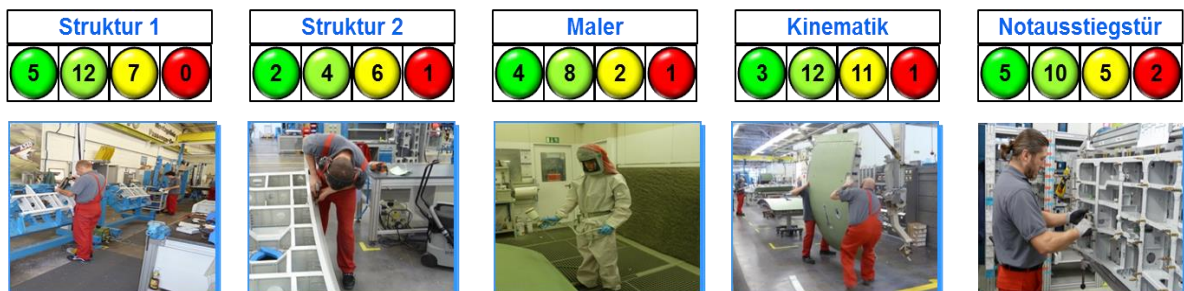 Struktur 1
5 12 7 0
Struktur 2
2 4 6 1
Maler
4 8 2 1
Kinematik
3 12 11 1
Notausstiegstür
5 10 5 2